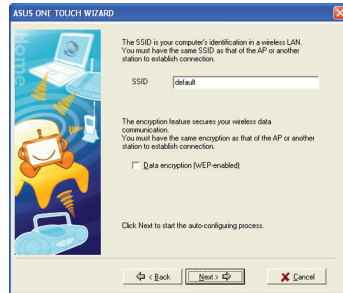 ASUS ONE TOUCH WIZARD
Home
The SSID is your computer's identification in a wireless LAN.
You must have the same SSID as that of the AP or another
station to establish connection.
SSID
default
The encryption feature secures your wireless data
communication.
You must have the same encryption as that of the AP or another
station to establish connection.
Data encryption (WEP-enabled)
Click Next to start the auto-configuring process.
< Back
Next >
Cancel